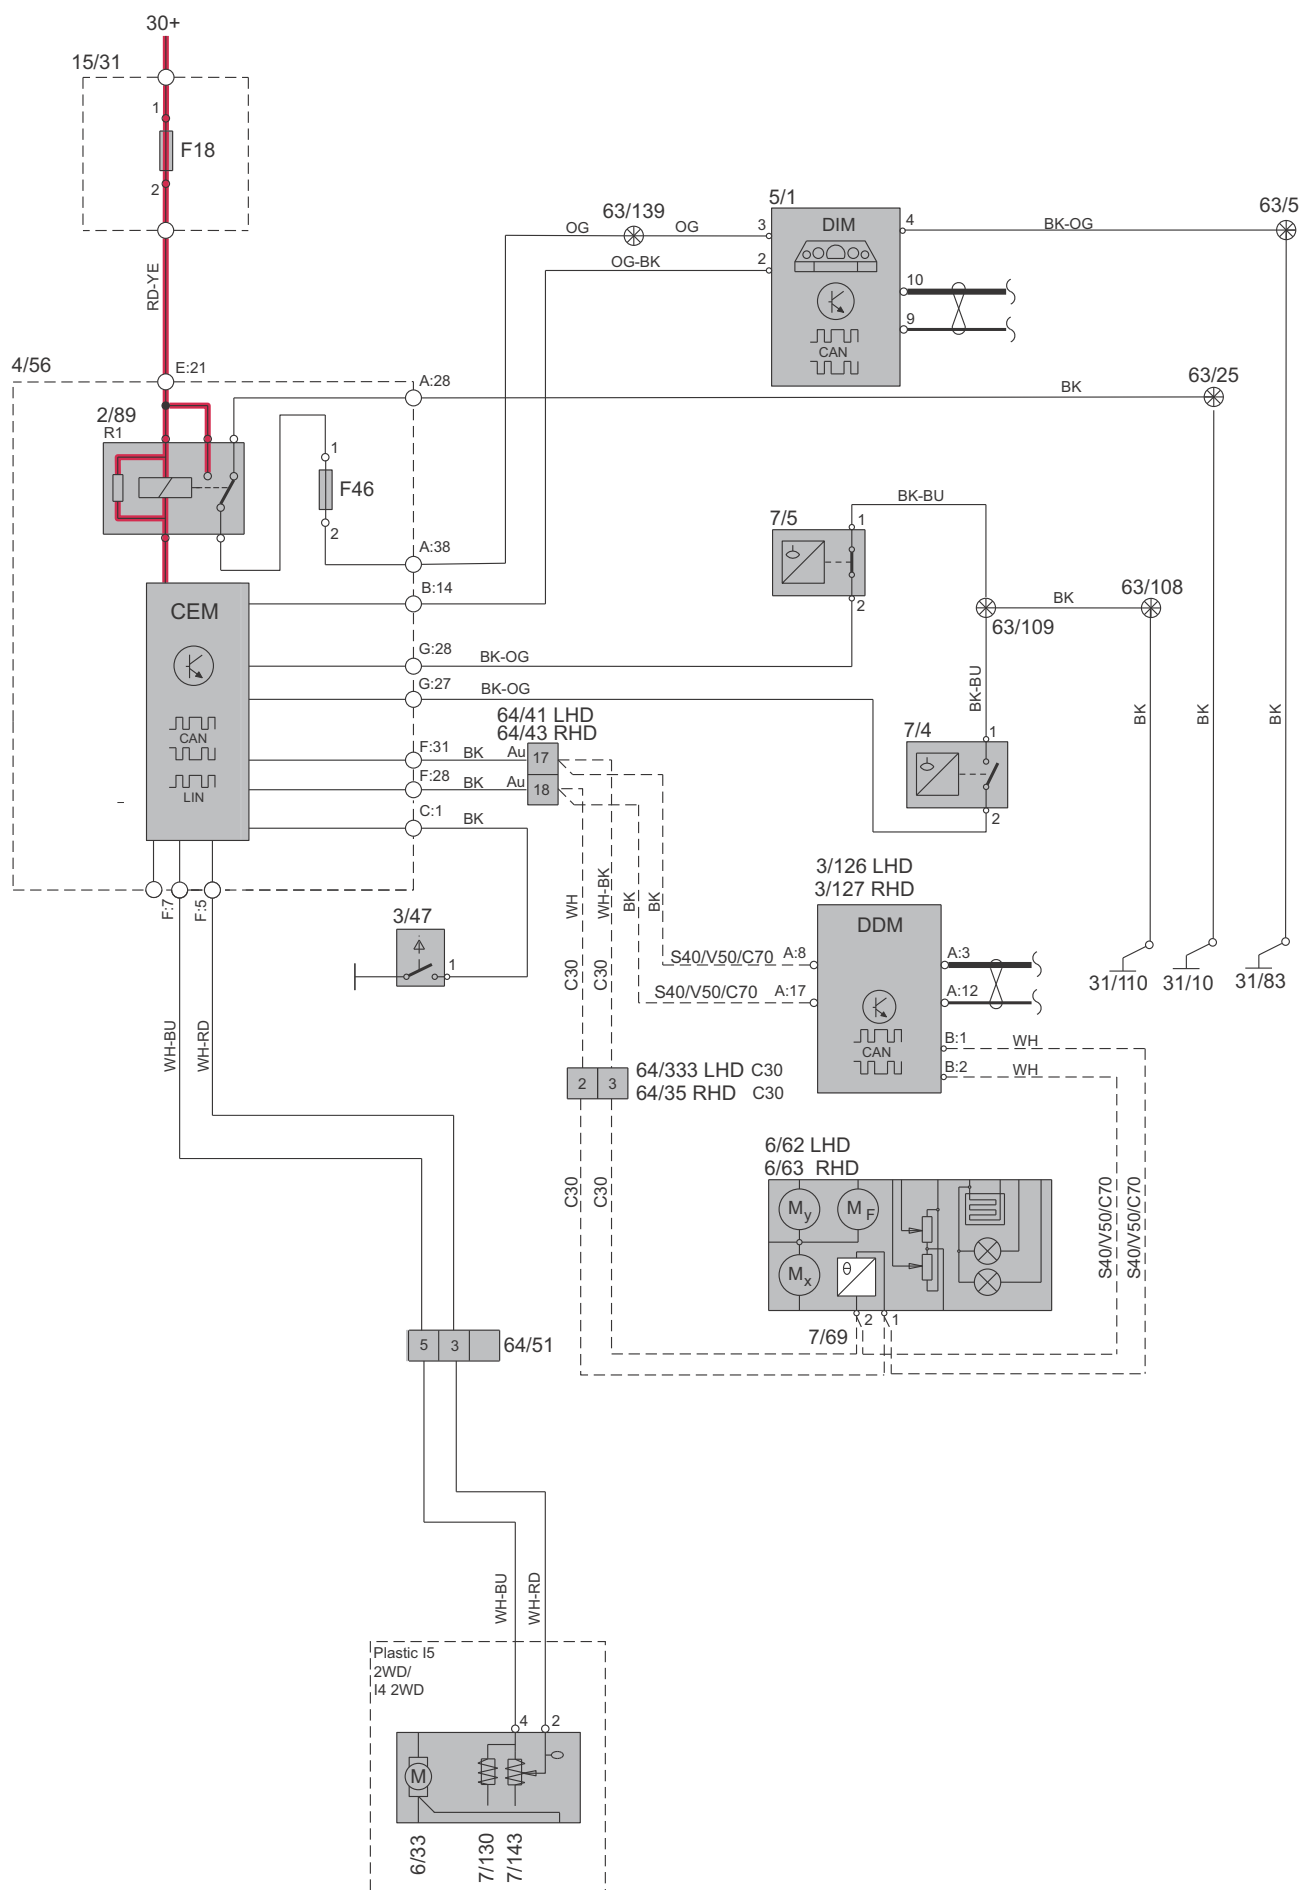 30+
15/31
1
F18
2
RD-YE
4/56
E:21
A:28
2/89
R1
1
F46
2
A:38
B:14
CEM
G:28
BK-OG
G:27
BK-OG
CAN
LIN
64/41 LHD
64/43 RHD
F:31
BK
Au
17
F:28
BK
Au
18
C:1
BK
F:7
F:5
3/47
1
OG
63/139
OG
OG-BK
5/1
3
2
DIM
CAN
4
BK-OG
63/5
10
9
BK
63/25
BK-BU
7/5
1
2
63/109
BK
63/108
BK-BU
7/4
1
2
BK
BK
BK
31/110
31/10
31/83
WH
WH-BK
BK
BK
C30
C30
S40/V50/C70
A:8
S40/V50/C70
A:17
3/126 LHD
3/127 RHD
DDM
CAN
A:3
A:12
B:1
WH
B:2
WH
2
3
64/333 LHD C30
64/35 RHD C30
C30
C30
S40/V50/C70
S40/V50/C70
6/62 LHD
6/63 RHD
My
MF
Mx
θ
7/69
2
1
WH-BU
WH-RD
5
3
64/51
WH-BU
WH-RD
Plastic I5
2WD/
I4 2WD
4
2
M
6/33
7/130
7/143